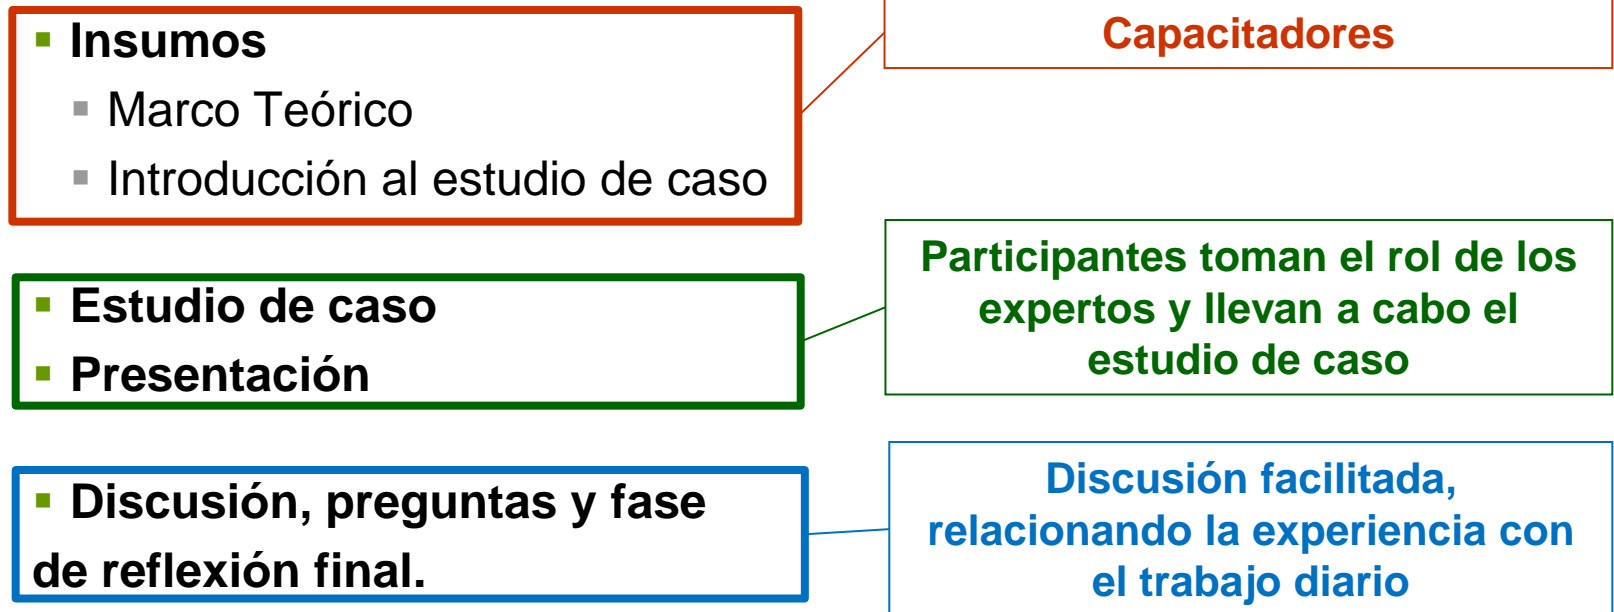 ▪ Insumos
▪ Marco Teórico
▪ Introducción al estudio de caso
Capacitadores
▪ Estudio de caso
▪ Presentación
Participantes toman el rol de los
expertos y llevan a cabo el
estudio de caso
▪ Discusión, preguntas y fase
de reflexión final.
Discusión facilitada,
relacionando la experiencia con
el trabajo diario